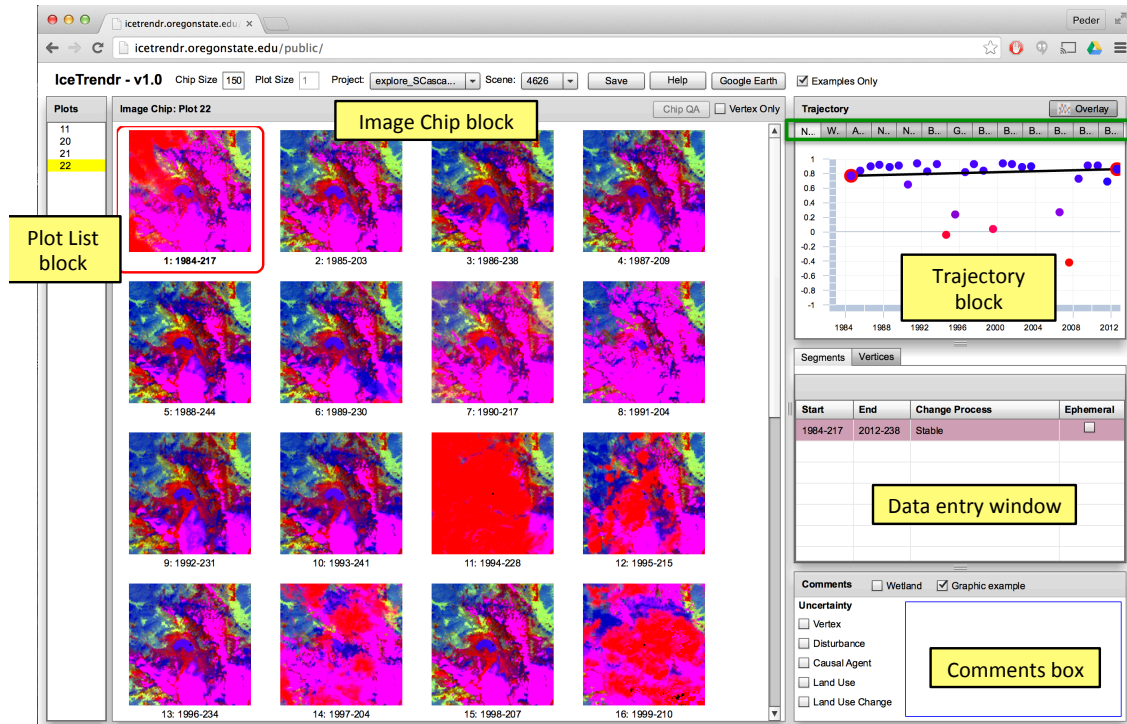 icetrendr.oregonstate.edu/
Peder
icetrendr.oregonstate.edu/public/
IceTrendr - v1.0 Chip Size 150 Plot Size 1 Project: explore_SCasca... Scene: 4626 Save Help Google Earth Examples Only
Plots
11
20
21
22
Plot List
block
Image Chip: Plot 22 Chip QA Vertex Only
Image Chip block
1: 1984-217 2: 1985-203 3: 1986-238 4: 1987-209
5: 1988-244 6: 1989-230 7: 1990-217 8: 1991-204
9: 1992-231 10: 1993-241 11: 1994-228 12: 1995-215
13: 1996-234 14: 1997-204 15: 1998-207 16: 1999-210
Trajectory Overlay
N.. W.. A.. N.. N.. B.. G.. B.. B.. B.. B.. B..
1
0.8
0.6
0.4
0.2
0
-0.2
-0.4
-0.6
-0.8
-1
1984 1988 1992 1996 2000 2004 2008 2012
Trajectory
block
Segments Vertices
Start End Change Process Ephemeral
1984-217 2012-238 Stable
Data entry window
Comments Wetland Graphic example
Uncertainty
Vertex
Disturbance
Causal Agent
Land Use
Land Use Change
Comments box